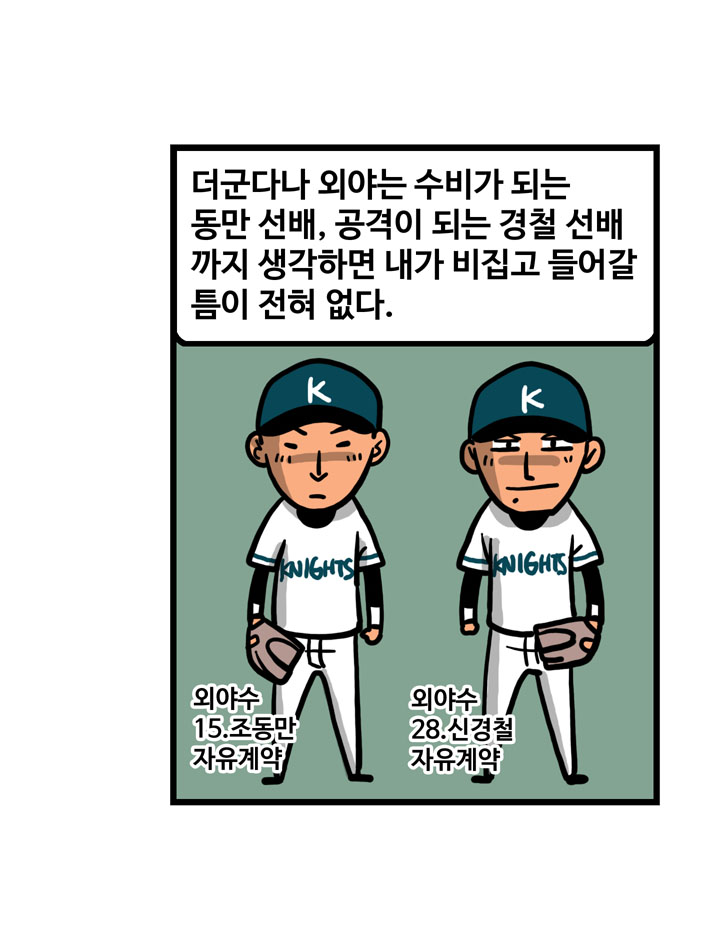 더군다나 외야는 수비가 되는
동만 선배, 공격이 되는 경철 선배
까지 생각하면 내가 비집고 들어갈
틈이 전혀 없다.
K
K
KNIGHTS
KNIGHTS
외야수
15.조동만
자유계약
외야수
28.신경철
자유계약